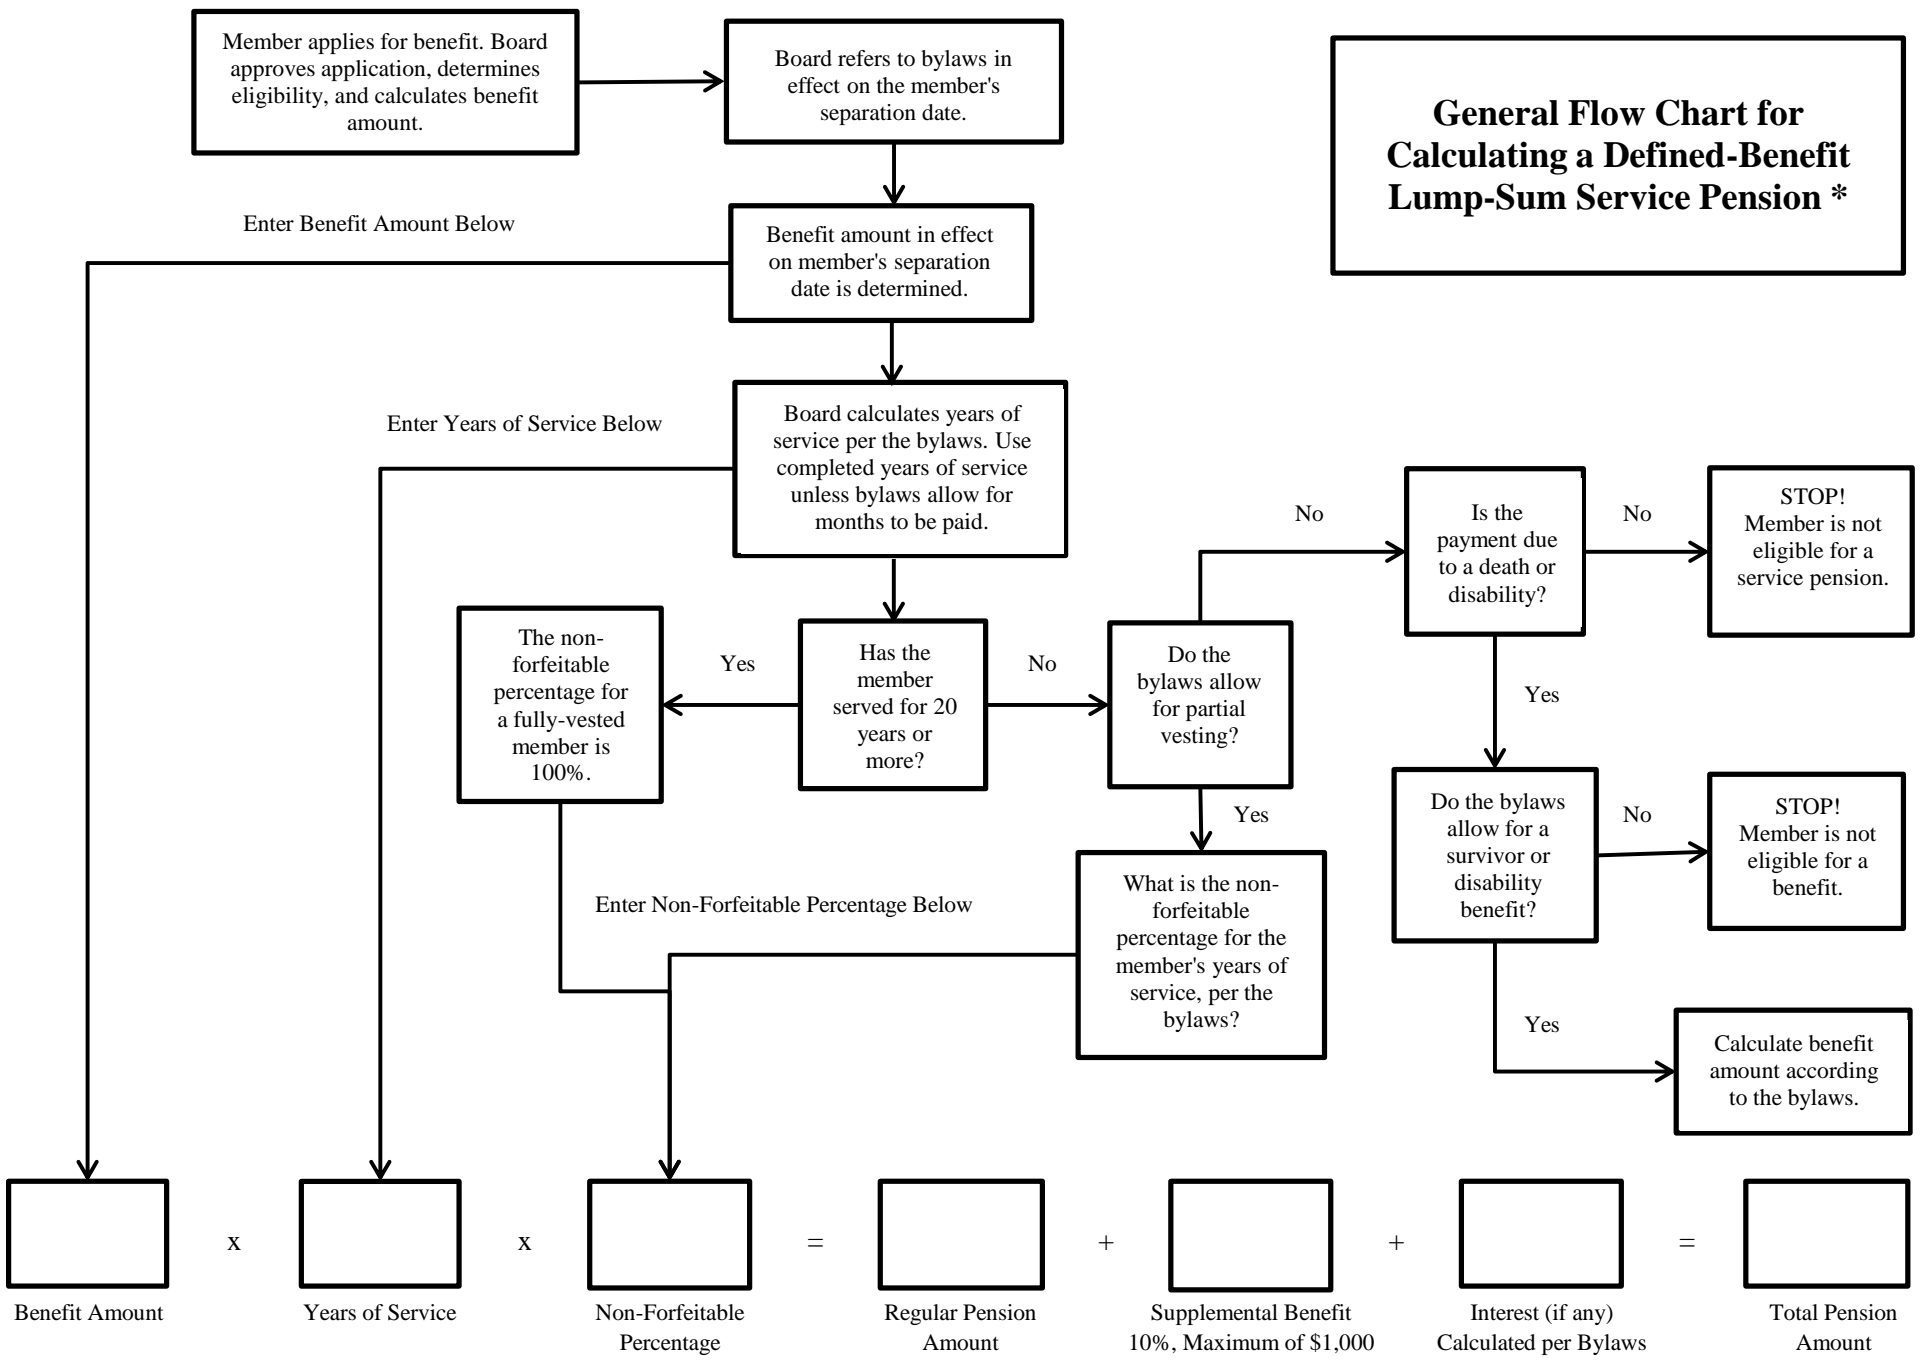 Member applies for benefit. Board
approves application, determines
eligibility, and calculates benefit
amount.
Board refers to bylaws in
effect on the member's
separation date.
General Flow Chart for
Calculating a Defined-Benefit
Lump-Sum Service Pension *
Enter Benefit Amount Below
Benefit amount in effect
on member's separation
date is determined.
Enter Years of Service Below
Board calculates years of
service per the bylaws. Use
completed years of service
unless bylaws allow for
months to be paid.
No
Is the
payment due
to a death or
disability?
No
STOP!
Member is not
eligible for a
service pension.
The non-
forfeitable
percentage for
a fully-vested
member is
100%.
Yes
Has the
member
served for 20
years or
more?
No
Do the
bylaws allow
for partial
vesting?
Yes
Yes
Do the bylaws
allow for a
survivor or
disability
benefit?
No
STOP!
Member is not
eligible for a
benefit.
Enter Non-Forfeitable Percentage Below
What is the non-
forfeitable
percentage for the
member's years of
service, per the
bylaws?
Yes
Calculate benefit
amount according
to the bylaws.
x
x
=
+
+
=
Benefit Amount
Years of Service
Non-Forfeitable
Percentage
Regular Pension
Amount
Supplemental Benefit
10%, Maximum of $1,000
Interest (if any)
Calculated per Bylaws
Total Pension
Amount